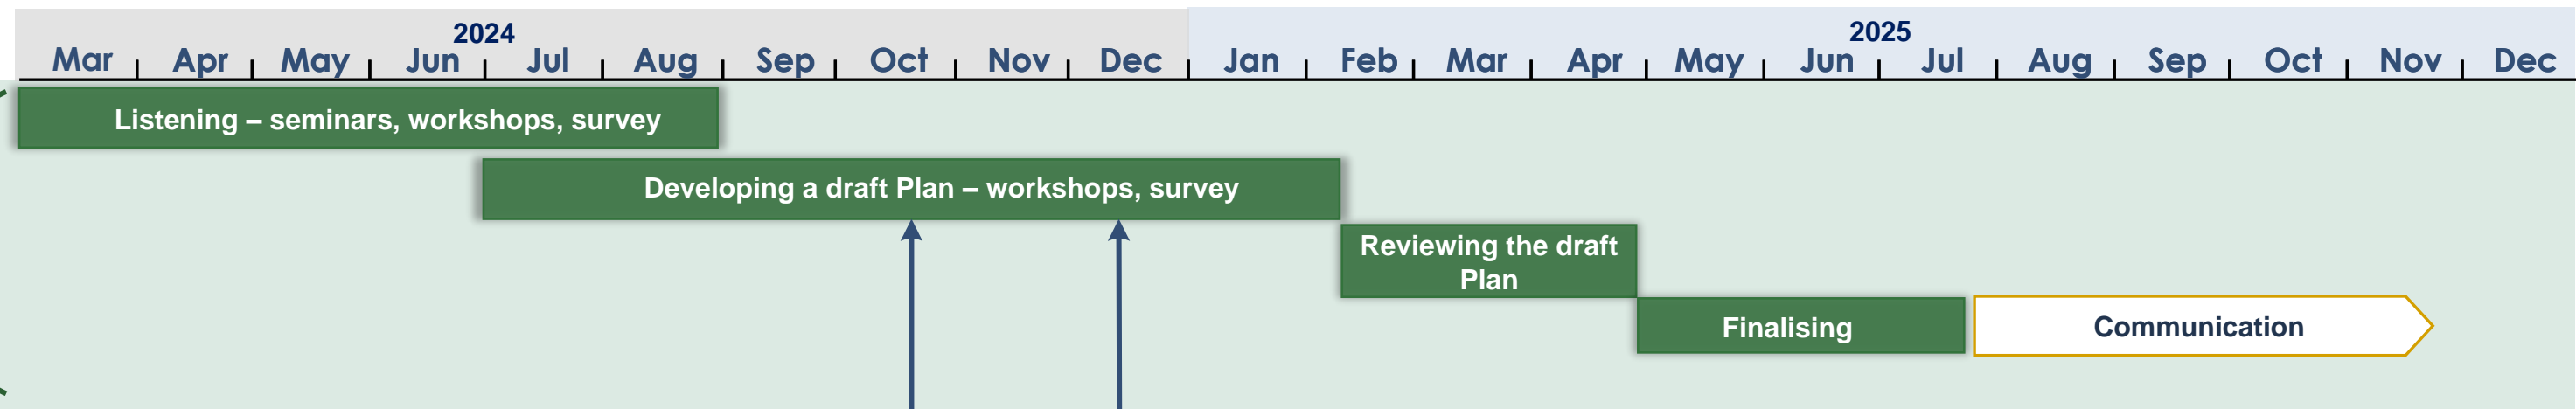 2024
2025
Mar Apr May Jun Jul Aug Sep Oct Nov Dec Jan Feb Mar Apr May Jun Jul Aug Sep Oct Nov Dec
Listening – seminars, workshops, survey
Developing a draft Plan – workshops, survey
Reviewing the draft
Plan
Finalising
Communication